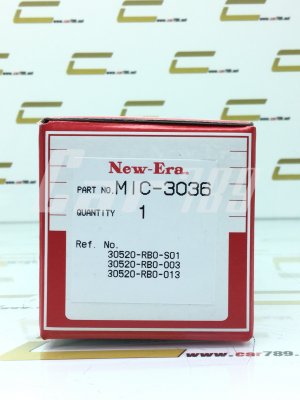 New-Era.
PART NO. MIC-3036
QUANTITY 1
Ref. No.
30520-RB0-S01
30520-RB0-003
30520-RB0-013
www.car789.net